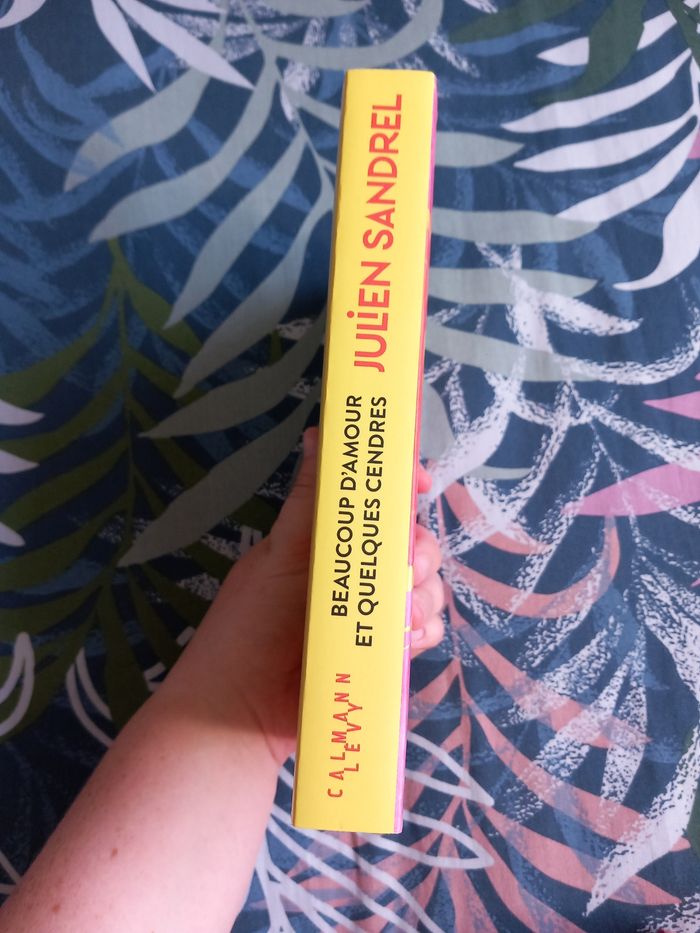 JULIEN SANDREL
BEAUCOUP D'AMOUR
ET QUELQUES CENDRES
CALMANN
LEVY